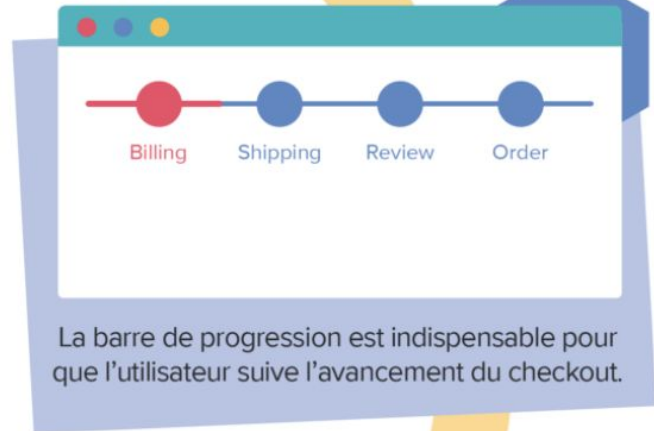 Billing Shipping Review Order
La barre de progression est indispensable pour
que l’utilisateur suive l’avancement du checkout.